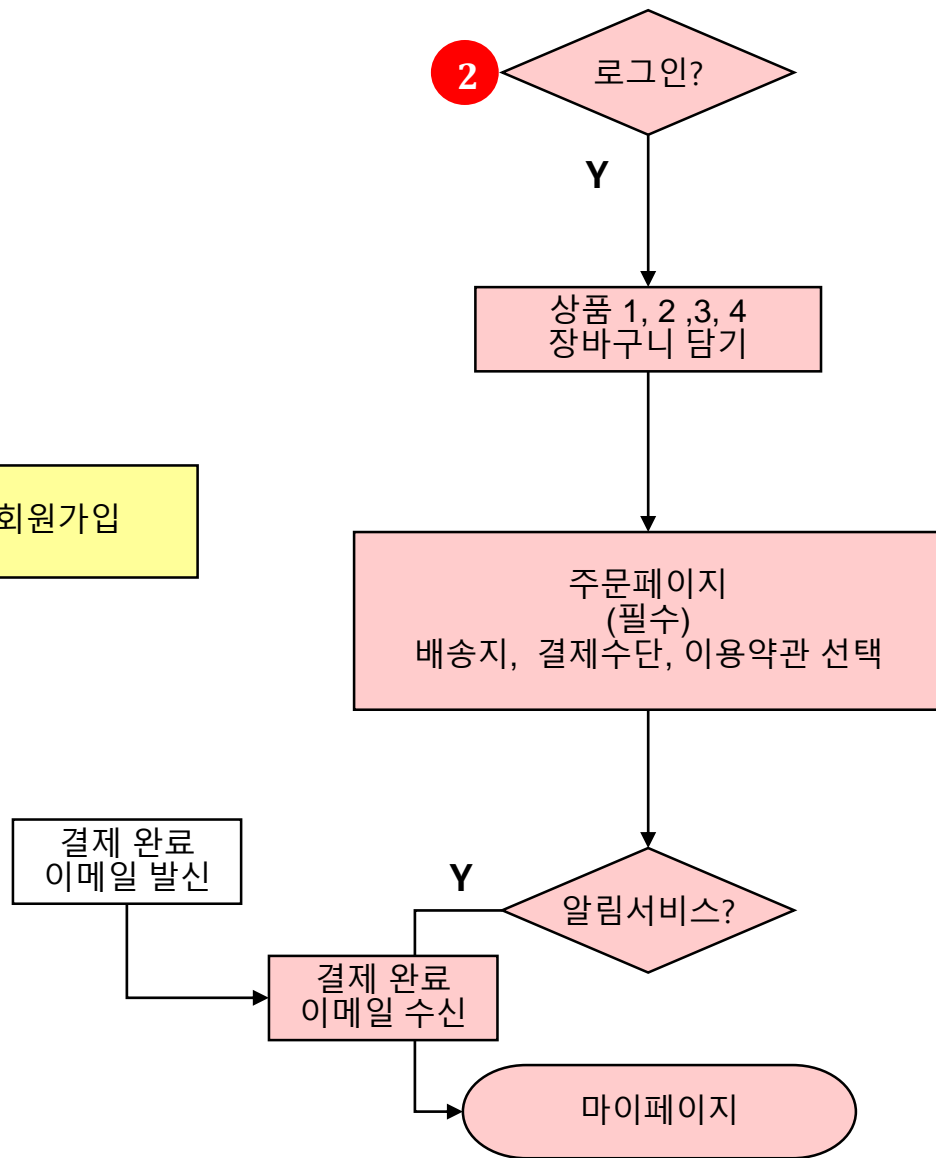 2
로그인?
Y
상품 1, 2 ,3, 4
장바구니 담기
회원가입
주문페이지
(필수)
배송지,  결제수단, 이용약관 선택
결제 완료
이메일 발신
Y
알림서비스?
결제 완료
이메일 수신
마이페이지